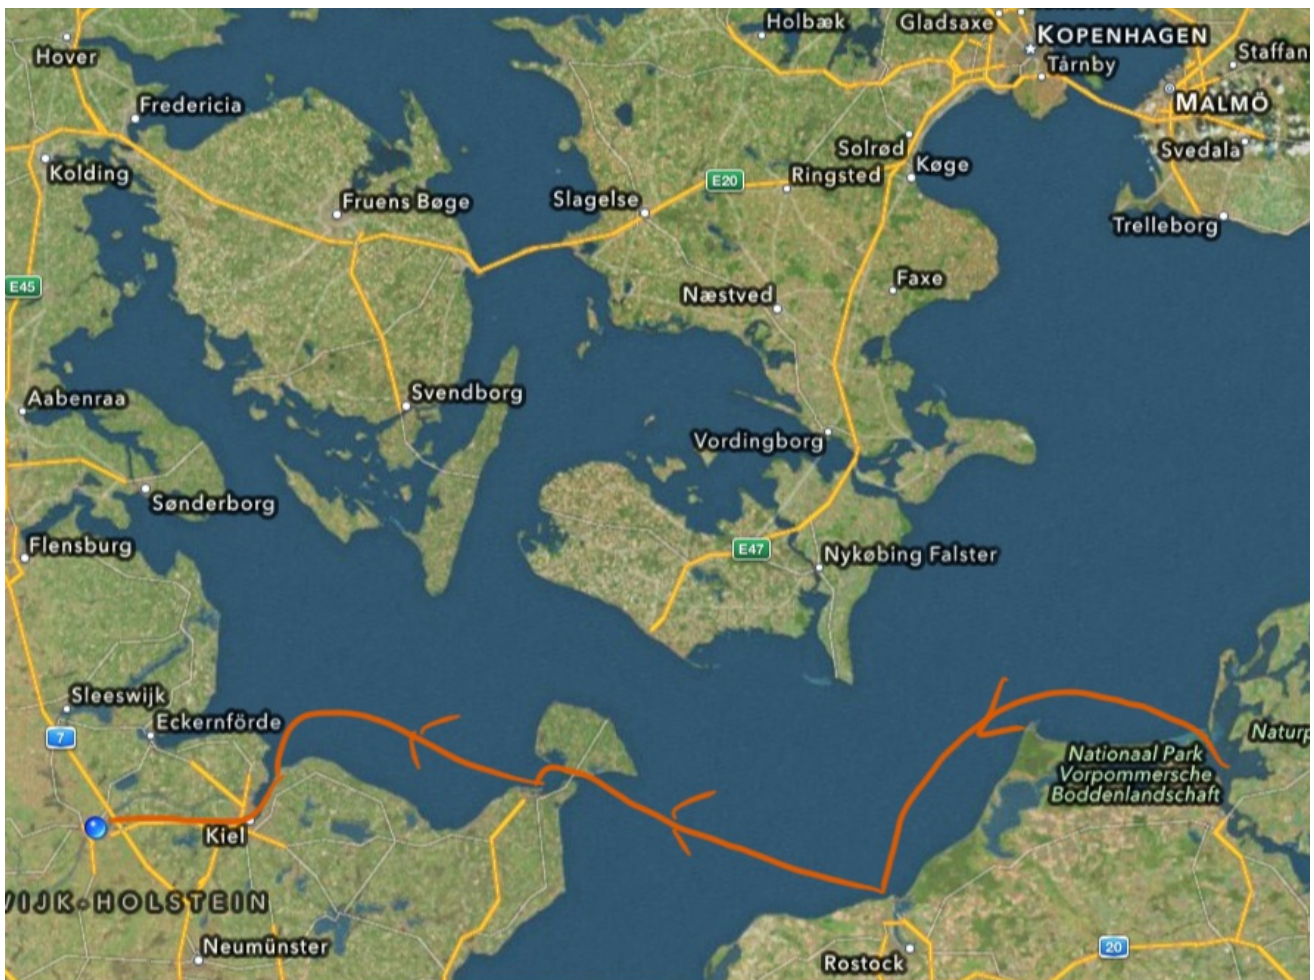 Holbæk
Gladsaxe
KOPENHAGEN
Hover
Staffan
Tårnby
Fredericia
MALMÖ
Solrød
Svedala
Kolding
Køge
E20
Ringsted
Fruens Bøge
Slagelse
Trelleborg
E45
Faxe
Næstved
Aabenraa
Svendborg
Vordingborg
Sønderborg
Flensburg
E47
Nykøbing Falster
Sleeswijk
Eckernförde
7
Naturp
Nationaal Park
Vorpommersche
Boddenlandschaft
Kiel
WIJK-HOLSTEIN
Neumünster
20
Rostock